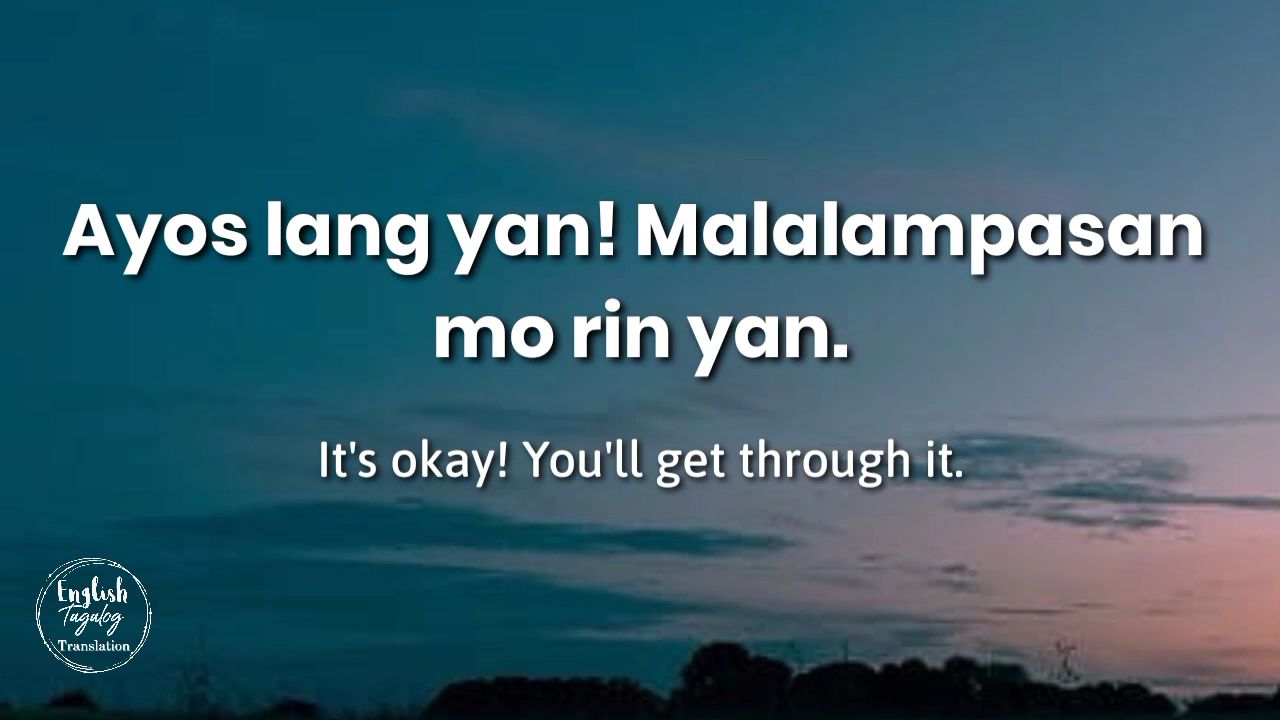 Ayos lang yan! Malalampasan
mo rin yan.
It's okay! You'll get through it.
English
Tagalog
Translation